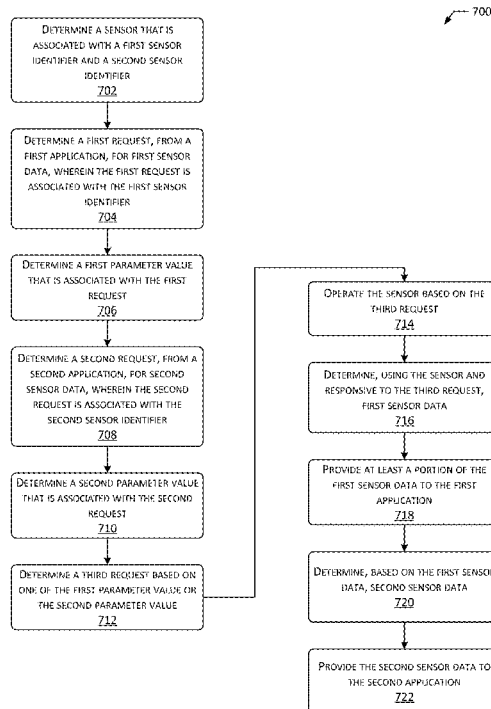 700
DETERMINE A SENSOR THAT IS
ASSOCIATED WITH A FIRST SENSOR
IDENTIFIER AND A SECOND SENSOR
IDENTIFIER
702
DETERMINE A FIRST REQUEST, FROM A
FIRST APPLICATION, FOR FIRST SENSOR
DATA, WHEREIN THE FIRST REQUEST IS
ASSOCIATED WITH THE FIRST SENSOR
IDENTIFIER
704
DETERMINE A FIRST PARAMETER VALUE
THAT IS ASSOCIATED WITH THE FIRST
REQUEST
706
DETERMINE A SECOND REQUEST, FROM A
SECOND APPLICATION, FOR SECOND
SENSOR DATA, WHEREIN THE SECOND
REQUEST IS ASSOCIATED WITH THE
SECOND SENSOR IDENTIFIER
708
DETERMINE A SECOND PARAMETER VALUE
THAT IS ASSOCIATED WITH THE SECOND
REQUEST
710
DETERMINE A THIRD REQUEST BASED ON
ONE OF THE FIRST PARAMETER VALUE OR
THE SECOND PARAMETER VALUE
712
OPERATE THE SENSOR BASED ON THE
THIRD REQUEST
714
DETERMINE, USING THE SENSOR AND
RESPONSIVE TO THE THIRD REQUEST,
FIRST SENSOR DATA
716
PROVIDE AT LEAST A PORTION OF THE
FIRST SENSOR DATA TO THE FIRST
APPLICATION
718
DETERMINE, BASED ON THE FIRST SENSOR
DATA, SECOND SENSOR DATA
720
PROVIDE THE SECOND SENSOR DATA TO
THE SECOND APPLICATION
722